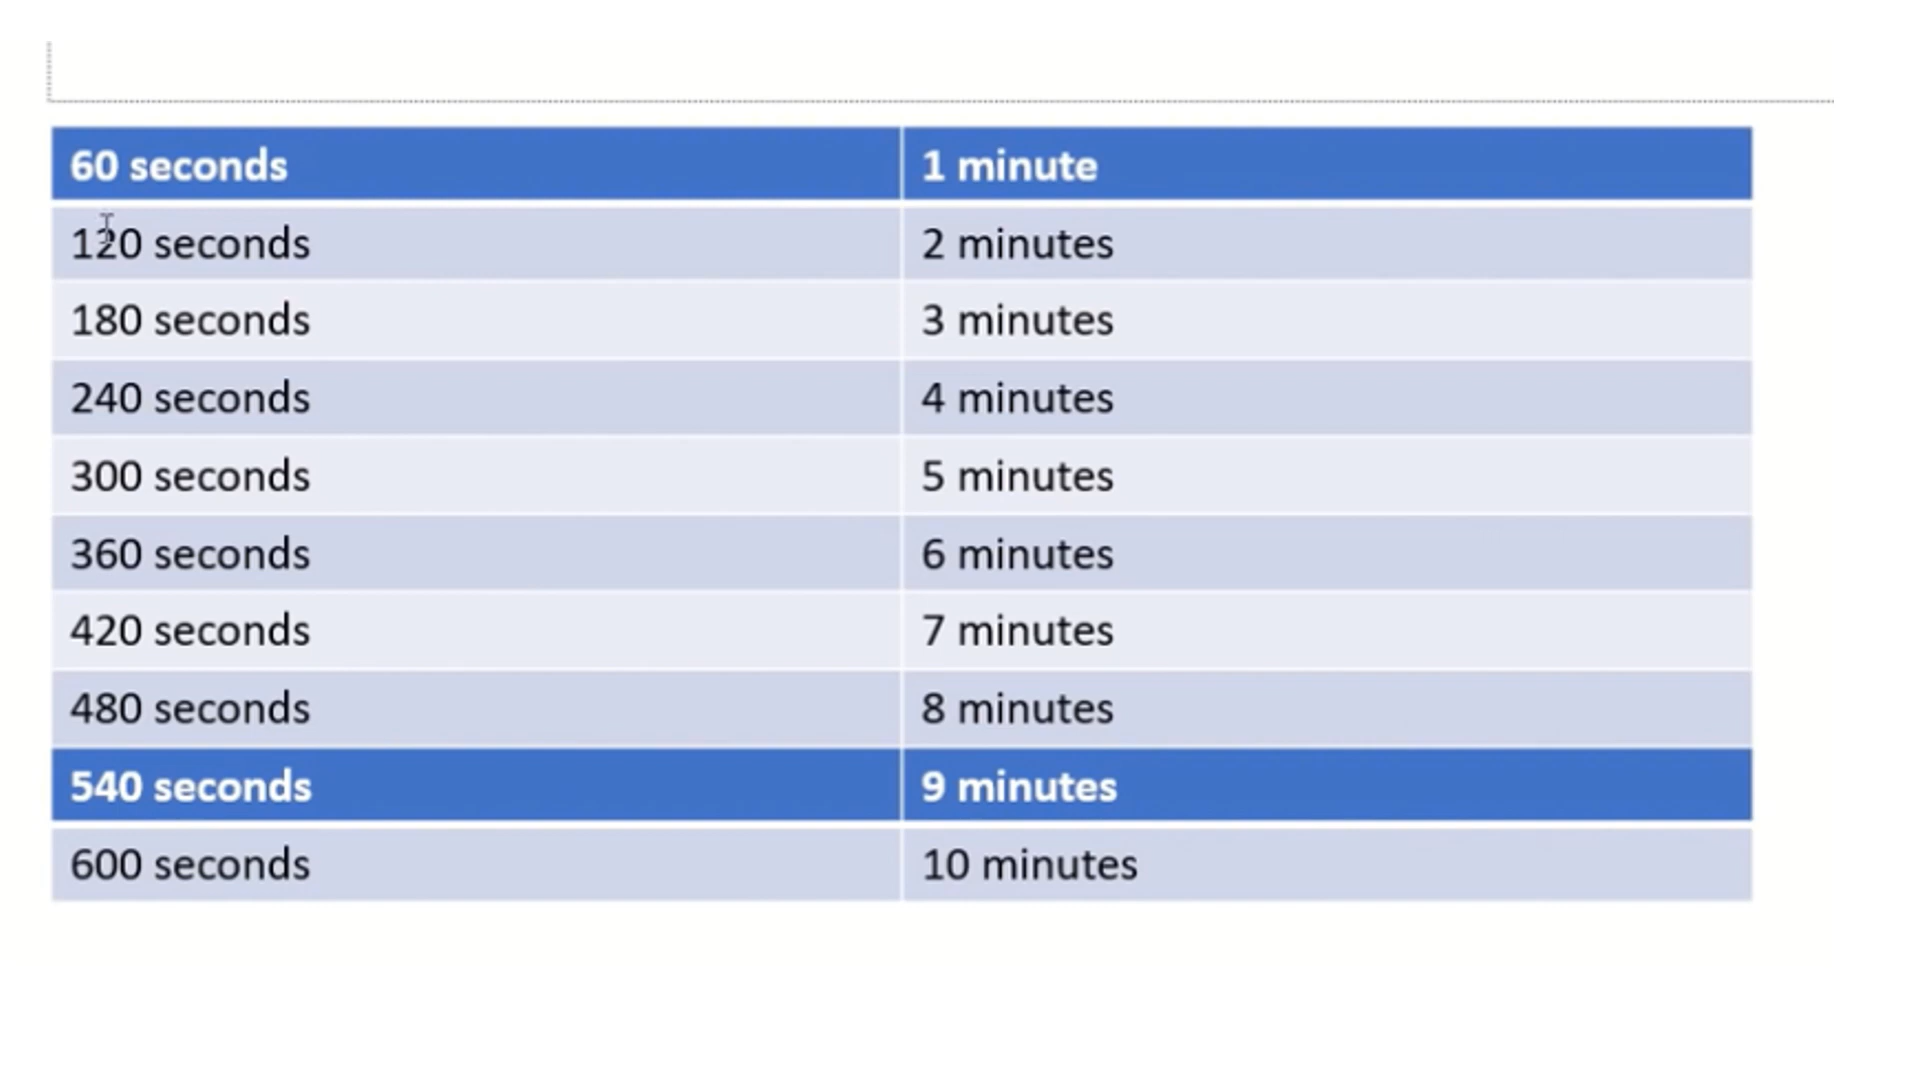 60 seconds 1 minute
120 seconds 2 minutes
180 seconds 3 minutes
240 seconds 4 minutes
300 seconds 5 minutes
360 seconds 6 minutes
420 seconds 7 minutes
480 seconds 8 minutes
540 seconds 9 minutes
600 seconds 10 minutes